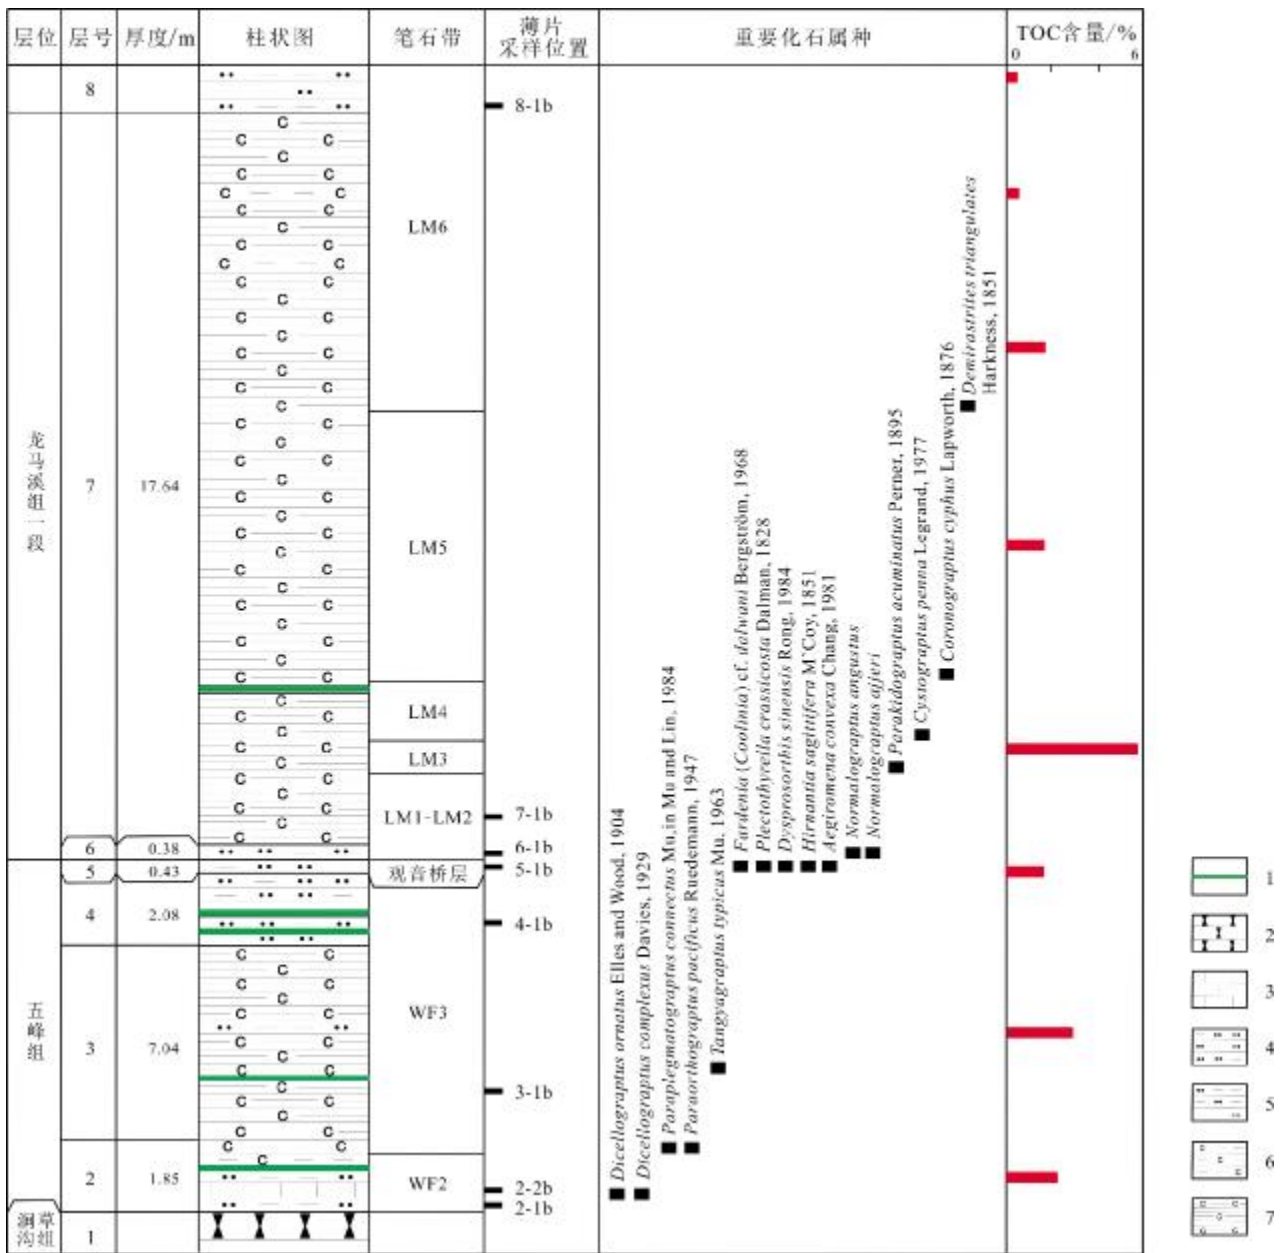 层位 层号 厚度/m 柱状图 笔石带 薄片采样位置 重要化石属种 TOC含量/%
0 6
8
8-1b
LM6
Demirastrites triangulates
Harkness, 1851
Coronograptus cyphus Lapworth, 1876
Cystograptus penna Legrand, 1977
Parakidograptus acuminatus Perner, 1895
龙马溪组一段
7 17.64
LM5
LM4
LM3
LM1-LM2
7-1b
6 0.38
6-1b
5 0.43
观音桥层
5-1b
4 2.08
4-1b
Normalograptus ajjeri
Normalograptus angustus
Aegiromena convexa Chang, 1981
Hirnantia sagittifera M`Coy, 1851
Dysprosorthis sinensis Rong, 1984
Plectothyrella crassicosta Dalman, 1828
Fardenia (Coolinia) cf. dalwani Bergström, 1968
Tangyagraptus typicus Mu, 1963
Paraorthograptus pacificus Ruedemann, 1947
Paraplegmatograptus connectus Mu,in Mu and Lin, 1984
Dicellograptus complexus Davies, 1929
Dicellograptus ornatus Elles and Wood, 1904
五峰组
3 7.04
WF3
3-1b
2 1.85
WF2
2-2b
2-1b
涧草沟组
1
1
2
3
4
5
6
7